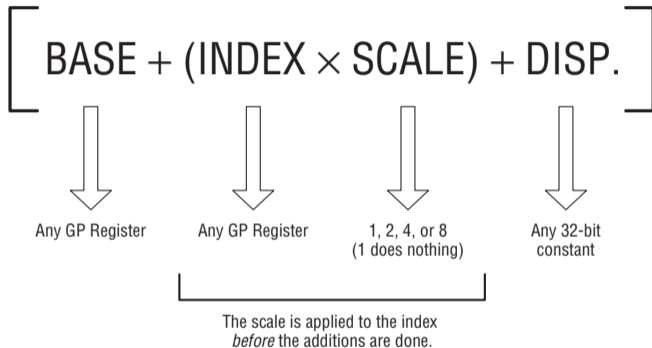 [BASE + (INDEX × SCALE) + DISP.]
Any GP Register
Any GP Register
1, 2, 4, or 8
(1 does nothing)
Any 32-bit
constant
The scale is applied to the index
before the additions are done.